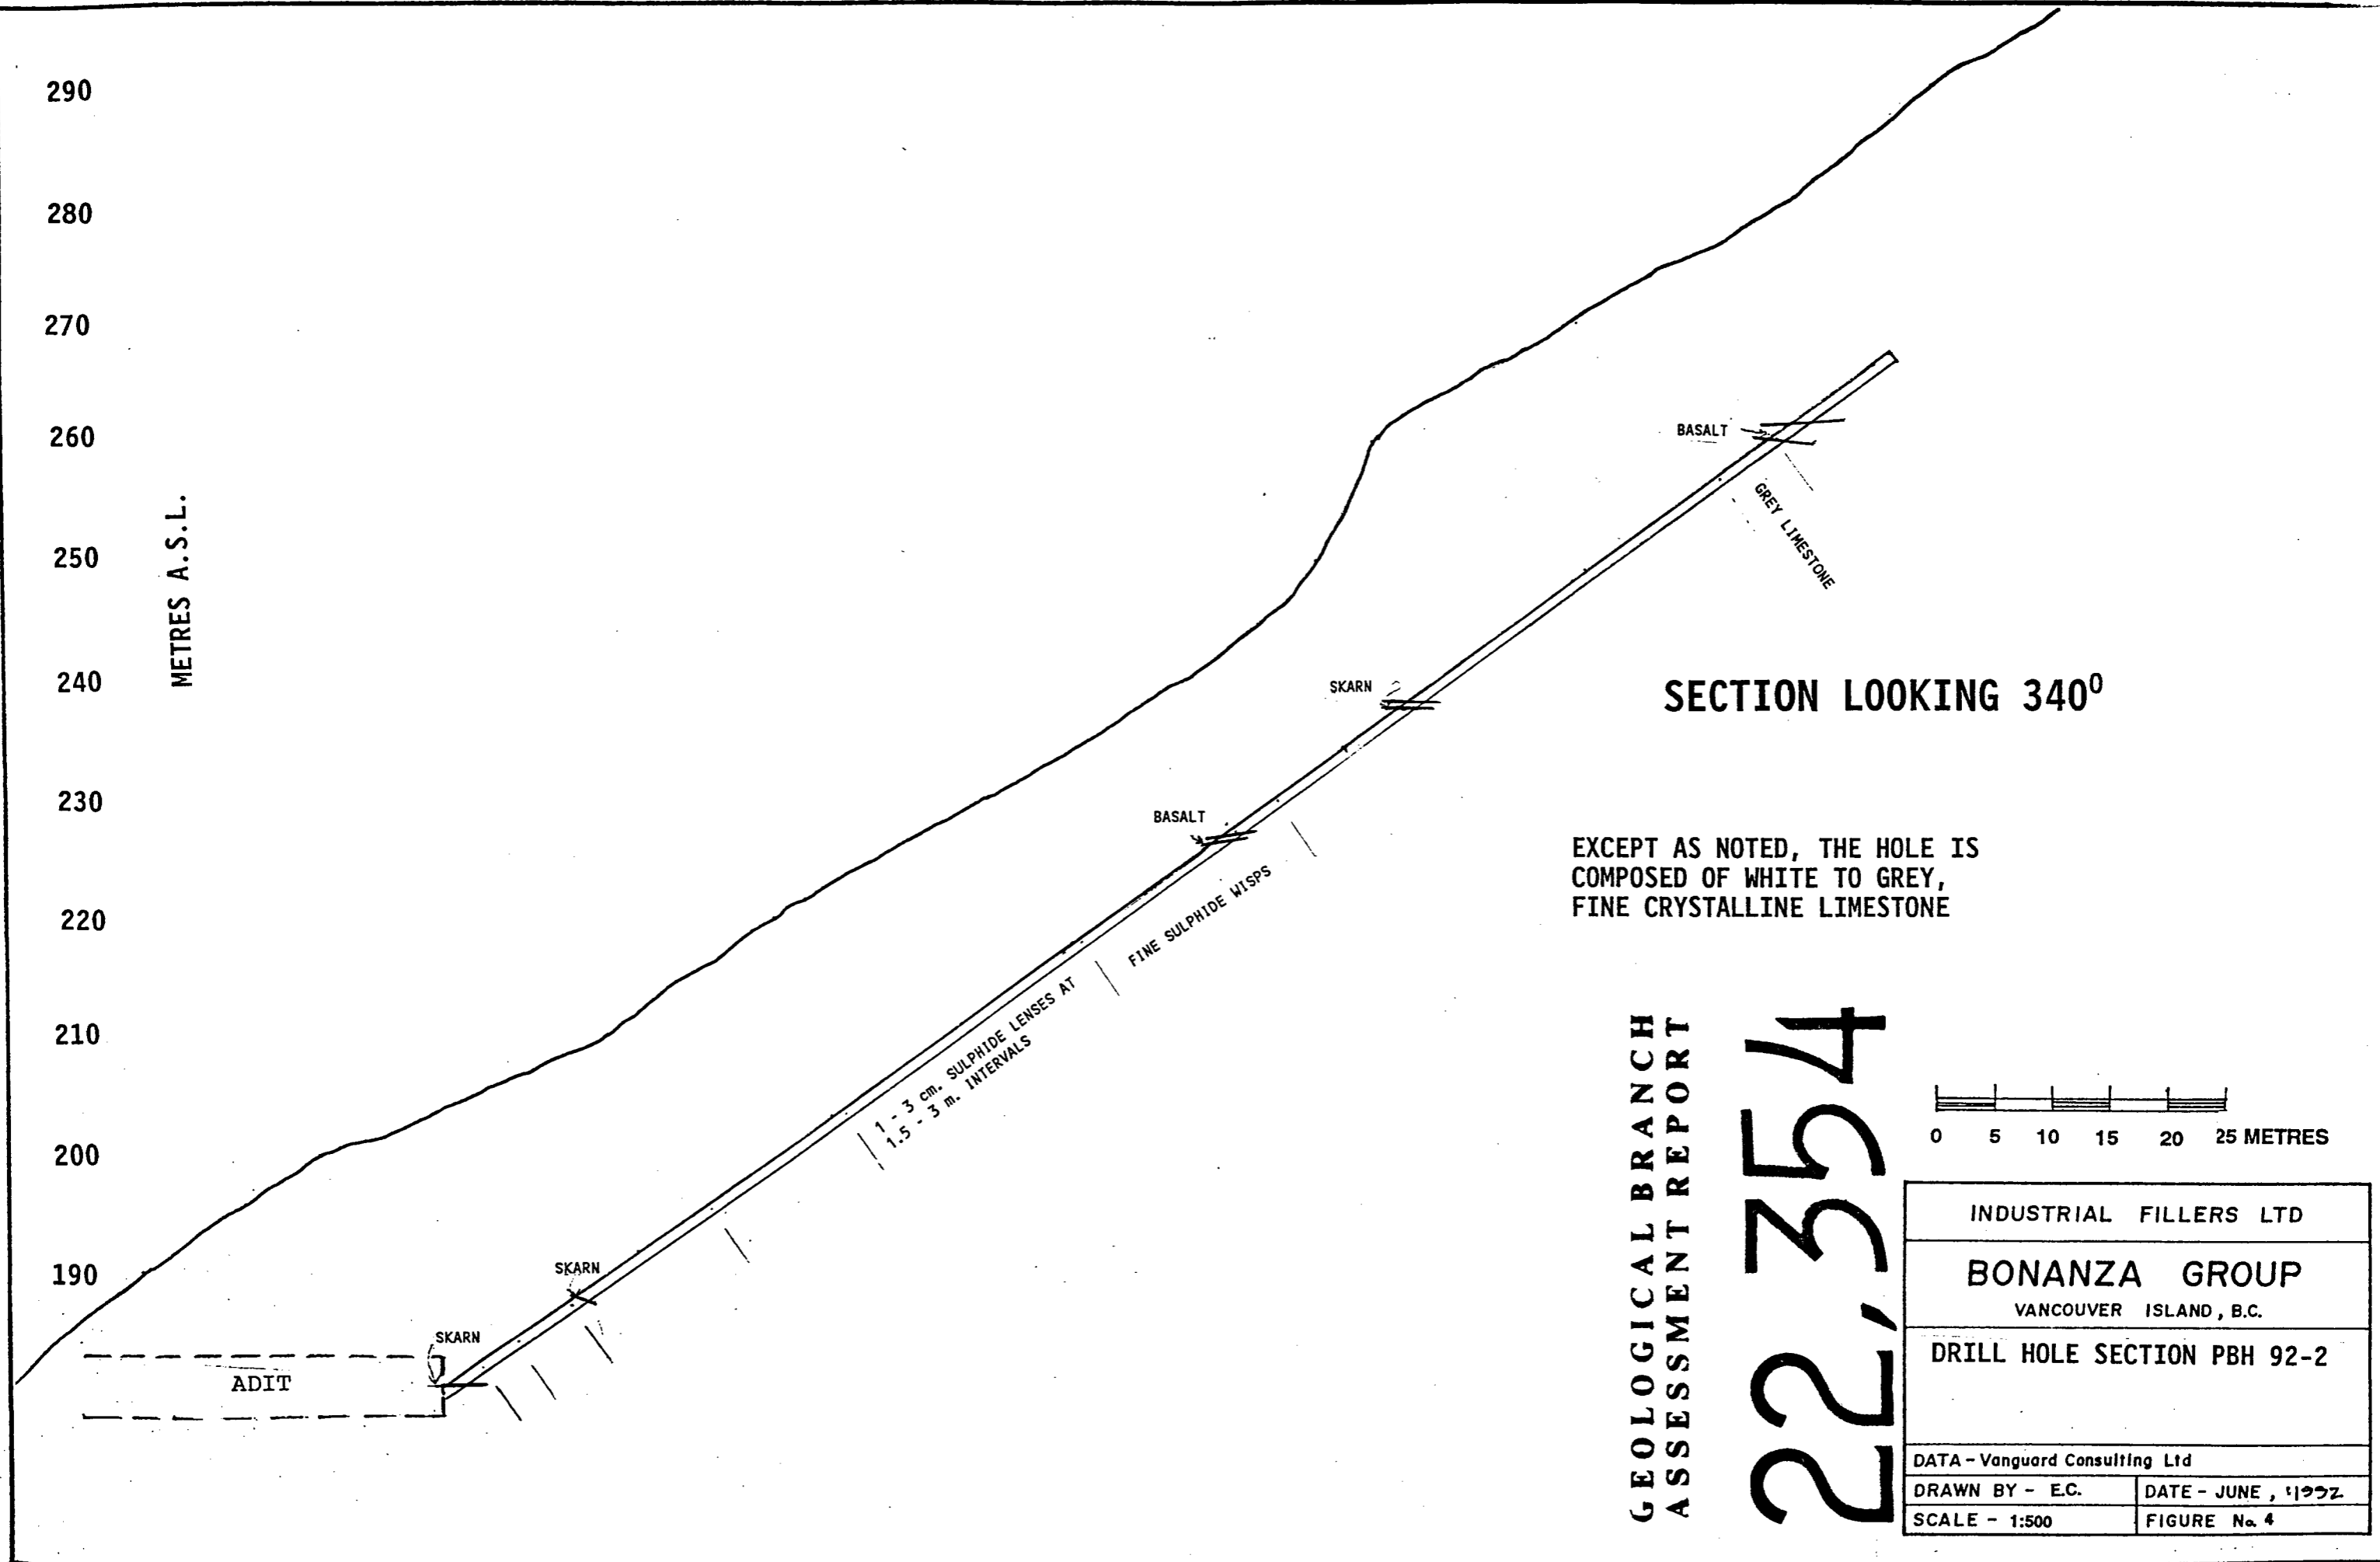 290
280
270
260
250
240
230
220
210
200
190
METRES A.S.L.
BASALT
GREY LIMESTONE
SKARN
SECTION LOOKING 340⁰
BASALT
FINE SULPHIDE WISPS
EXCEPT AS NOTED, THE HOLE IS
COMPOSED OF WHITE TO GREY,
FINE CRYSTALLINE LIMESTONE
1 - 3 cm. SULPHIDE LENSES AT
1.5 - 3 m. INTERVALS
SKARN
SKARN
ADIT
GEOLOGICAL BRANCH
ASSESSMENT REPORT
22,354
0 5 10 15 20 25 METRES
INDUSTRIAL FILLERS LTD
BONANZA GROUP
VANCOUVER ISLAND, B.C.
DRILL HOLE SECTION PBH 92-2
DATA - Vanguard Consulting Ltd
DRAWN BY - E.C.
DATE - JUNE, 1992
SCALE - 1:500
FIGURE No. 4